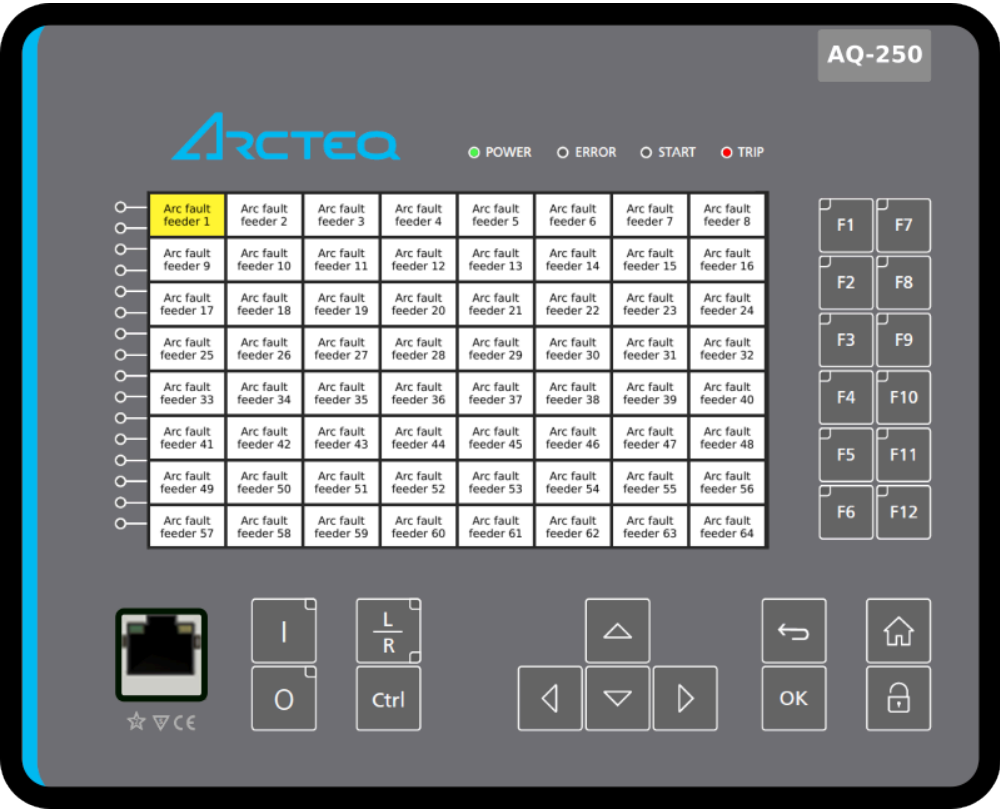 AQ-250
ARCTEQ
POWER ERROR START TRIP
Arc fault feeder 1
Arc fault feeder 2
Arc fault feeder 3
Arc fault feeder 4
Arc fault feeder 5
Arc fault feeder 6
Arc fault feeder 7
Arc fault feeder 8
Arc fault feeder 9
Arc fault feeder 10
Arc fault feeder 11
Arc fault feeder 12
Arc fault feeder 13
Arc fault feeder 14
Arc fault feeder 15
Arc fault feeder 16
Arc fault feeder 17
Arc fault feeder 18
Arc fault feeder 19
Arc fault feeder 20
Arc fault feeder 21
Arc fault feeder 22
Arc fault feeder 23
Arc fault feeder 24
Arc fault feeder 25
Arc fault feeder 26
Arc fault feeder 27
Arc fault feeder 28
Arc fault feeder 29
Arc fault feeder 30
Arc fault feeder 31
Arc fault feeder 32
Arc fault feeder 33
Arc fault feeder 34
Arc fault feeder 35
Arc fault feeder 36
Arc fault feeder 37
Arc fault feeder 38
Arc fault feeder 39
Arc fault feeder 40
Arc fault feeder 41
Arc fault feeder 42
Arc fault feeder 43
Arc fault feeder 44
Arc fault feeder 45
Arc fault feeder 46
Arc fault feeder 47
Arc fault feeder 48
Arc fault feeder 49
Arc fault feeder 50
Arc fault feeder 51
Arc fault feeder 52
Arc fault feeder 53
Arc fault feeder 54
Arc fault feeder 55
Arc fault feeder 56
Arc fault feeder 57
Arc fault feeder 58
Arc fault feeder 59
Arc fault feeder 60
Arc fault feeder 61
Arc fault feeder 62
Arc fault feeder 63
Arc fault feeder 64
F1 F7
F2 F8
F3 F9
F4 F10
F5 F11
F6 F12
I
L
R
O
Ctrl
OK
CE